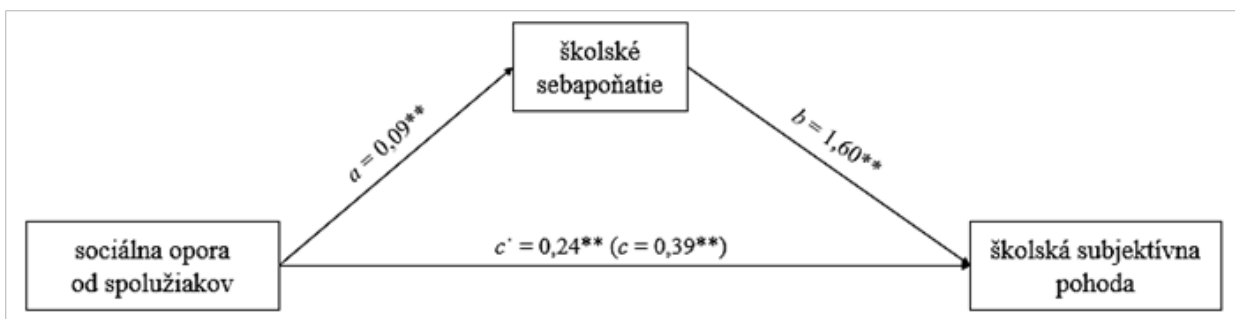 školské
sebapoňatie
a = 0,09**
b = 1,60**
c˙ = 0,24** (c = 0,39**)
sociálna opora
od spolužiakov
školská subjektívna
pohoda